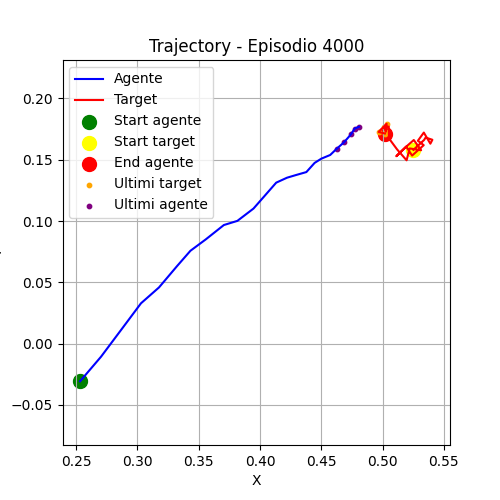 Trajectory - Episodio 4000
Agente
Target
Start agente
Start target
End agente
Ultimi target
Ultimi agente
0.20
0.15
0.10
0.05
0.00
−0.05
0.25
0.30
0.35
0.40
0.45
0.50
0.55
X